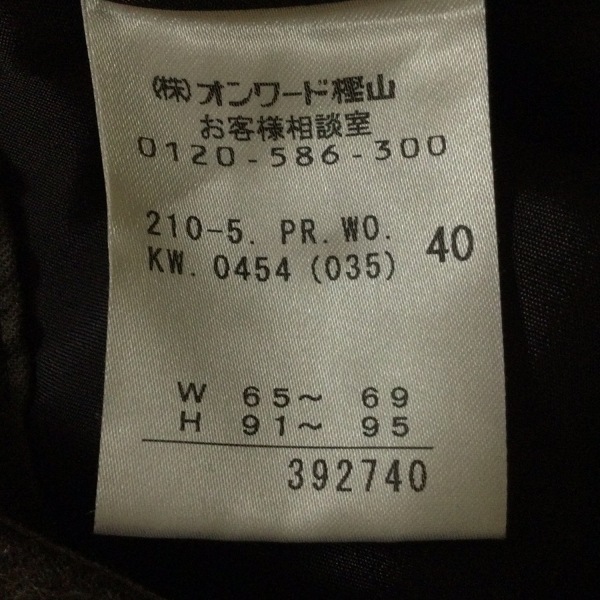 (株)オンワード樫山
お客様相談室
0120-586-300
210-5. PR.WO.
KW. 0454 (035)
40
W 65~ 69
H 91~ 95
392740